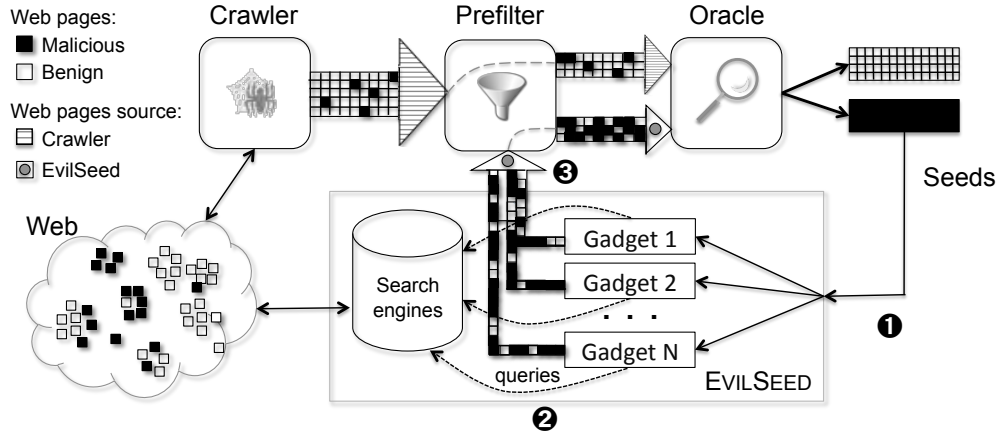 Web pages:
Malicious
Benign
Web pages source:
Crawler
EvilSeed
Crawler
Prefilter
Oracle
❸
Seeds
Web
Search
engines
Gadget 1
Gadget 2
. . .
Gadget N
❶
queries
EVILSEED
❷